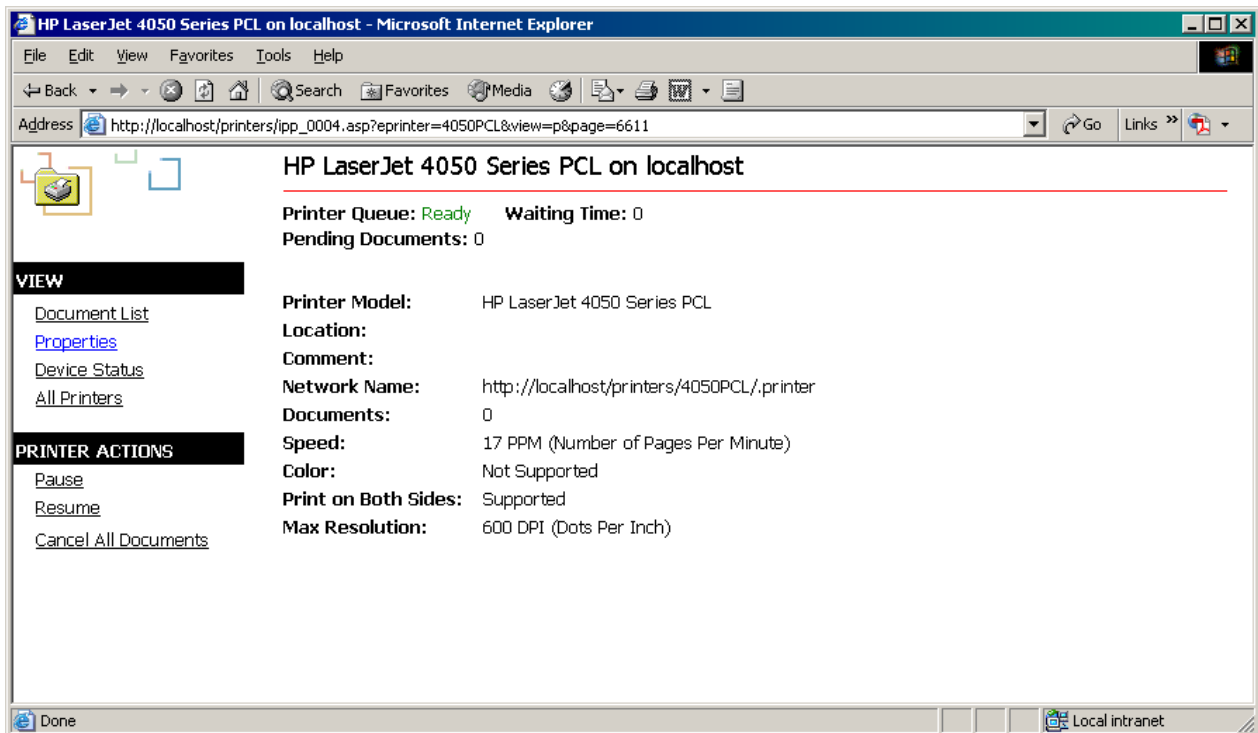 HP LaserJet 4050 Series PCL on localhost - Microsoft Internet Explorer
File Edit View Favorites Tools Help
Back Search Favorites Media
Address http://localhost/printers/ipp_0004.asp?eprinter=4050PCL&view=p&page=6611 Go Links »
HP LaserJet 4050 Series PCL on localhost
Printer Queue: Ready Waiting Time: 0
Pending Documents: 0
VIEW
Document List
Properties
Device Status
All Printers
PRINTER ACTIONS
Pause
Resume
Cancel All Documents
Printer Model: HP LaserJet 4050 Series PCL
Location:
Comment:
Network Name: http://localhost/printers/4050PCL/.printer
Documents: 0
Speed: 17 PPM (Number of Pages Per Minute)
Color: Not Supported
Print on Both Sides: Supported
Max Resolution: 600 DPI (Dots Per Inch)
Done Local intranet